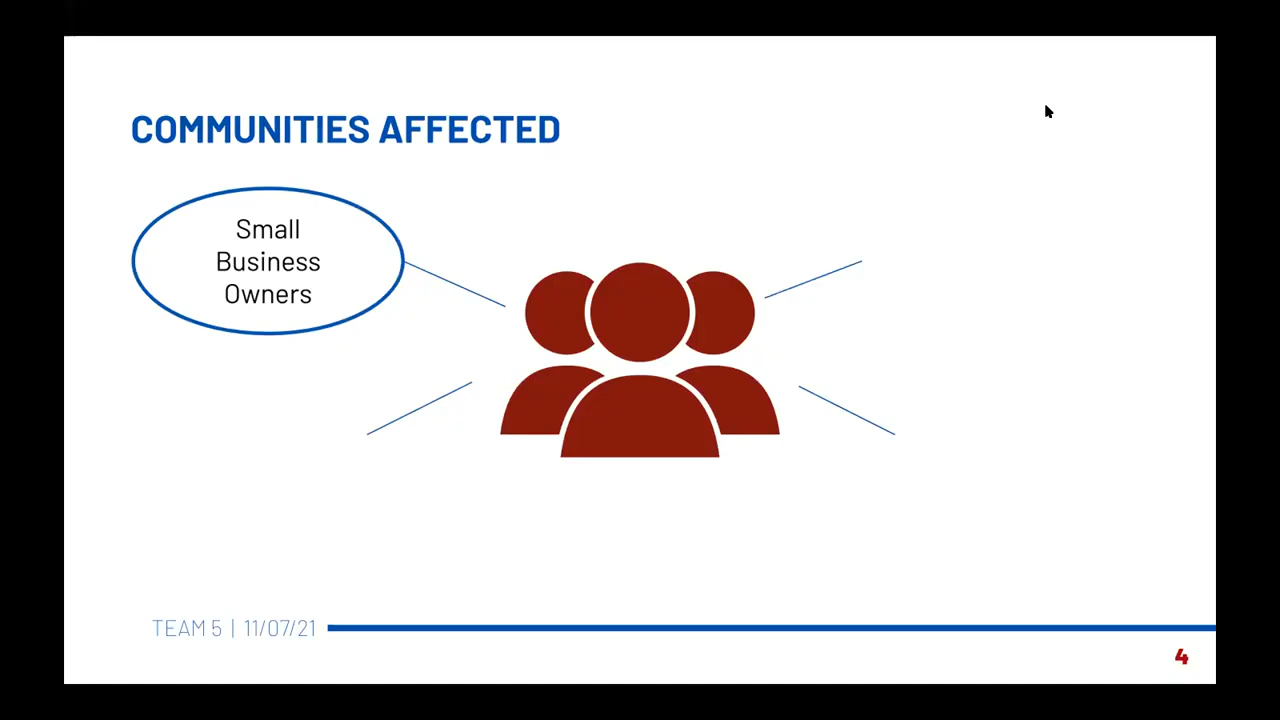 COMMUNITIES AFFECTED
Small
Business
Owners
TEAM 5 | 11/07/21
4